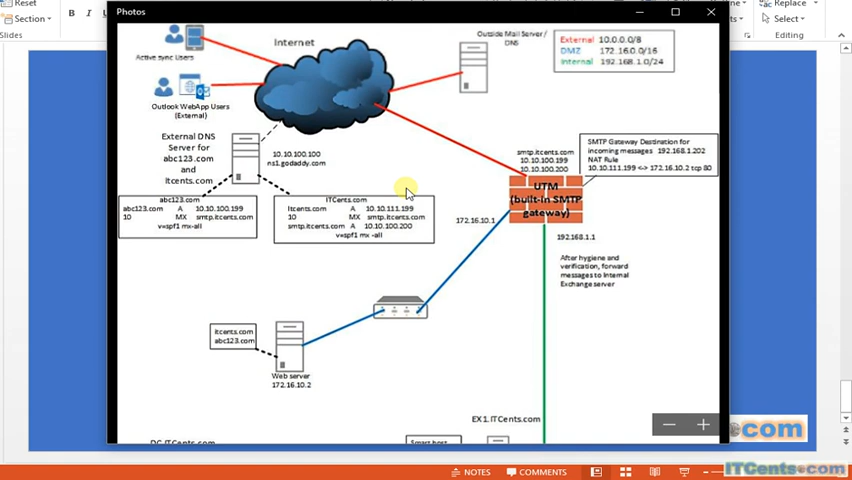 Reset
Section
Slides
B
I
Photos
Replace
Select
Editing
Active sync Users
Internet
Outside Mail Server /
DNS
External 10.0.0.0/8
DMZ 172.16.0.0/16
Internal 192.168.1.0/24
Outlook WebApp Users
(External)
External DNS
Server for
abc123.com
and
itcents.com
10.10.100.100
ns1.godaddy.com
smtp.itcents.com
10.10.100.199
10.10.100.200
SMTP Gateway Destination for
incoming messages 192.168.1.202
NAT Rule
10.10.111.199 <-> 172.16.10.2 tcp 80
UTM
(built-in SMTP
gateway)
abc123.com
abc123.com A 10.10.100.199
10 MX smtp.itcents.com
v=spf1 mx-all
ITCents.com
Itcents.com A 10.10.111.199
10 MX smtp.itcents.com
smtp.itcents.com A 10.10.100.200
v=spf1 mx -all
172.16.10.1
192.168.1.1
After hygiene and
verification, forward
messages to Internal
Exchange server
itcents.com
abc123.com
Web server
172.16.10.2
EX1.ITCents.com
DC.ITCents.com
Smart host
.com
NOTES
COMMENTS
ITCents.com